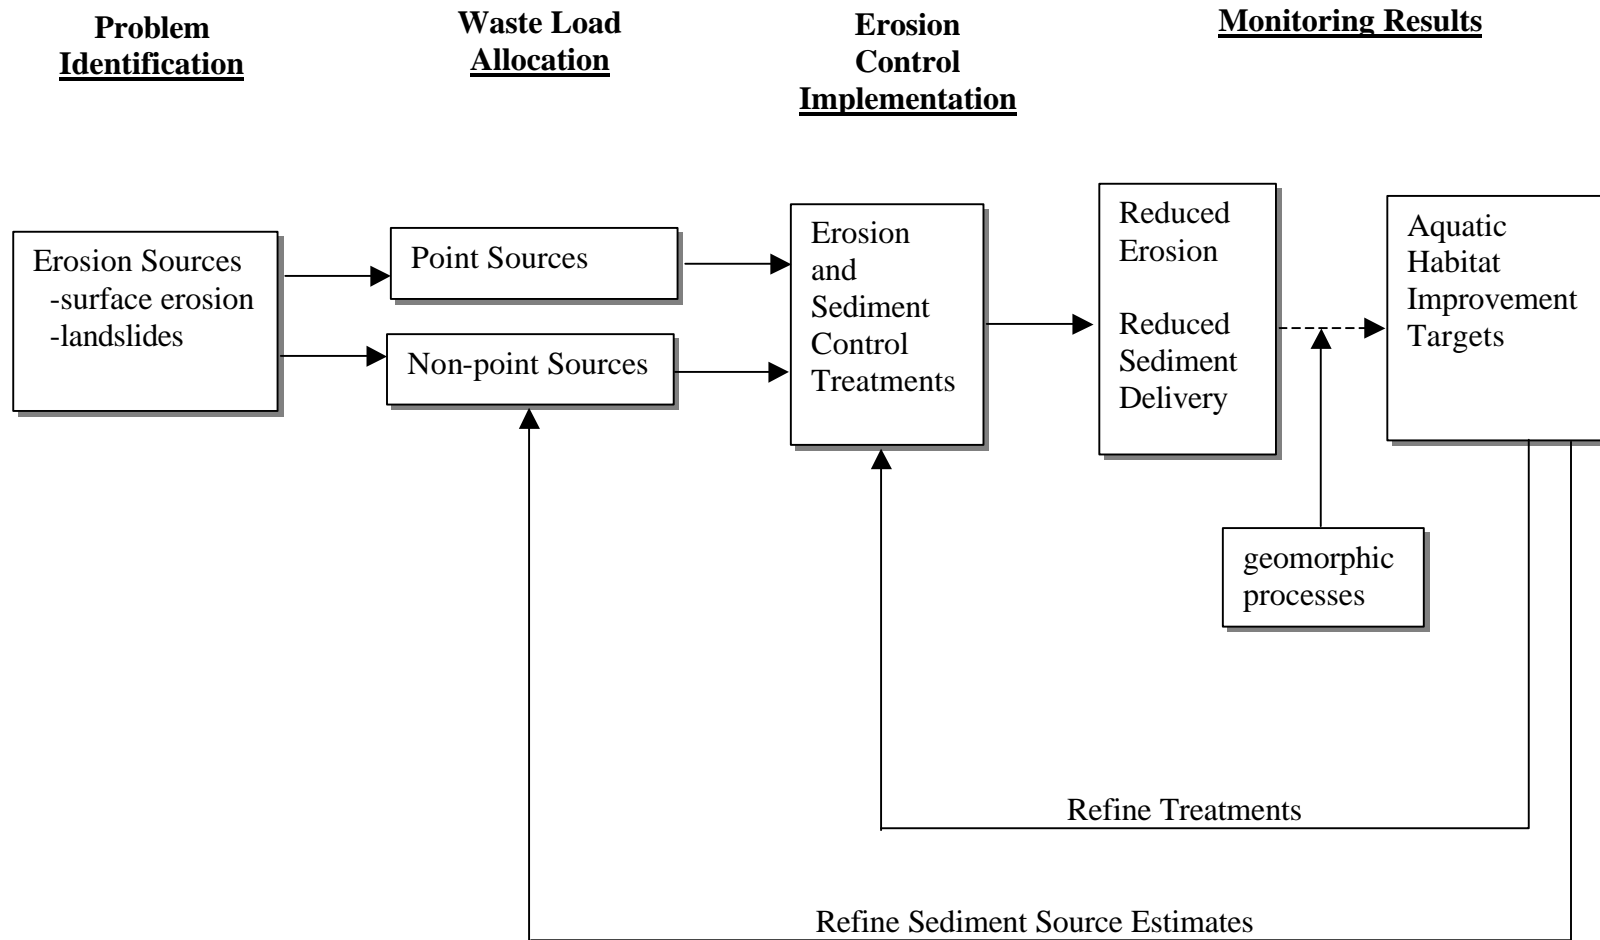 Problem
Identification
Waste Load
Allocation
Erosion
Control
Implementation
Monitoring Results
Erosion Sources
-surface erosion
-landslides
Point Sources
Non-point Sources
Erosion
and
Sediment
Control
Treatments
Reduced
Erosion
Reduced
Sediment
Delivery
Aquatic
Habitat
Improvement
Targets
geomorphic
processes
Refine Treatments
Refine Sediment Source Estimates